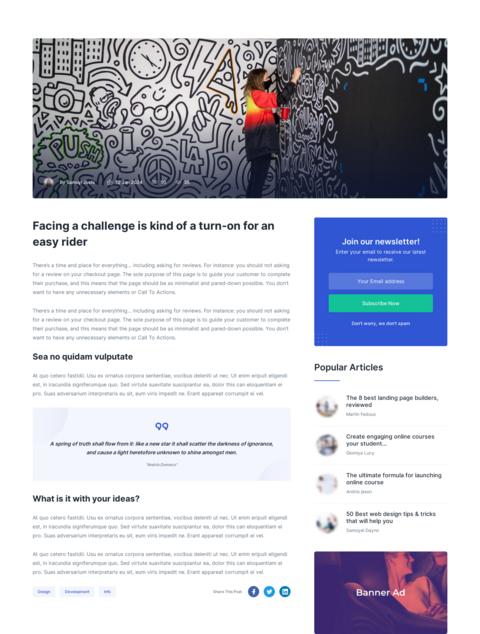 PUSH
12 Jan 2024
Facing a challenge is kind of a turn-on for an
easy rider
There's a time and place for everything... including asking for reviews. For instance: you should not asking
for a review on your checkout page. The sole purpose of this page is to guide your customer to complete
their purchase, and this means that the page should be as minimalist and pared-down possible. You don't
want to have any unnecessary elements or Call To Actions.
There's a time and place for everything... including asking for reviews. For instance: you should not asking
for a review on your checkout page. The sole purpose of this page is to guide your customer to complete
their purchase, and this means that the page should be as minimalist and pared-down possible. You don't
want to have any unnecessary elements or Call To Actions.
Sea no quidam vulputate
At quo cetero fastidii. Usu ex ornatus corpora sententiae, vocibus deleniti ut nec. Ut enim eripuit eligendi
est, in iracundia signiferumque quo. Sed virtute suavitate suscipiantur ea, dolor this can eloquentiam ei
pro. Suas adversarium interpretaris eu sit, eum viris impedit ne. Erant appareat corrumpit ei vel.
A spring of truth shall flow from it: like a new star it shall scatter the darkness of ignorance,
and cause a light heretofore unknown to shine amongst men.
What is it with your ideas?
At quo cetero fastidii. Usu ex ornatus corpora sententiae, vocibus deleniti ut nec. Ut enim eripuit eligendi
est, in iracundia signiferumque quo. Sed virtute suavitate suscipiantur ea, dolor this can eloquentiam ei
pro. Suas adversarium interpretaris eu sit, eum viris impedit ne. Erant appareat corrumpit ei vel.
At quo cetero fastidii. Usu ex ornatus corpora sententiae, vocibus deleniti ut nec. Ut enim eripuit eligendi
est, in iracundia signiferumque quo. Sed virtute suavitate suscipiantur ea, dolor this can eloquentiam ei
pro. Suas adversarium interpretaris eu sit, eum viris impedit ne. Erant appareat corrumpit ei vel.
Design Development Info
Share This Post
Join our newsletter!
Enter your email to receive our latest
newsletter.
Your Email address
Subscribe Now
Don't worry, we don't spam
Popular Articles
The 8 best landing page builders,
reviewed
Martin Fedous
Create engaging online courses
your student...
Giomiya Lucy
The ultimate formula for launching
online course
Andris Jeson
50 Best web design tips & tricks
that will help you
Samoyel Dayno
Banner Ad